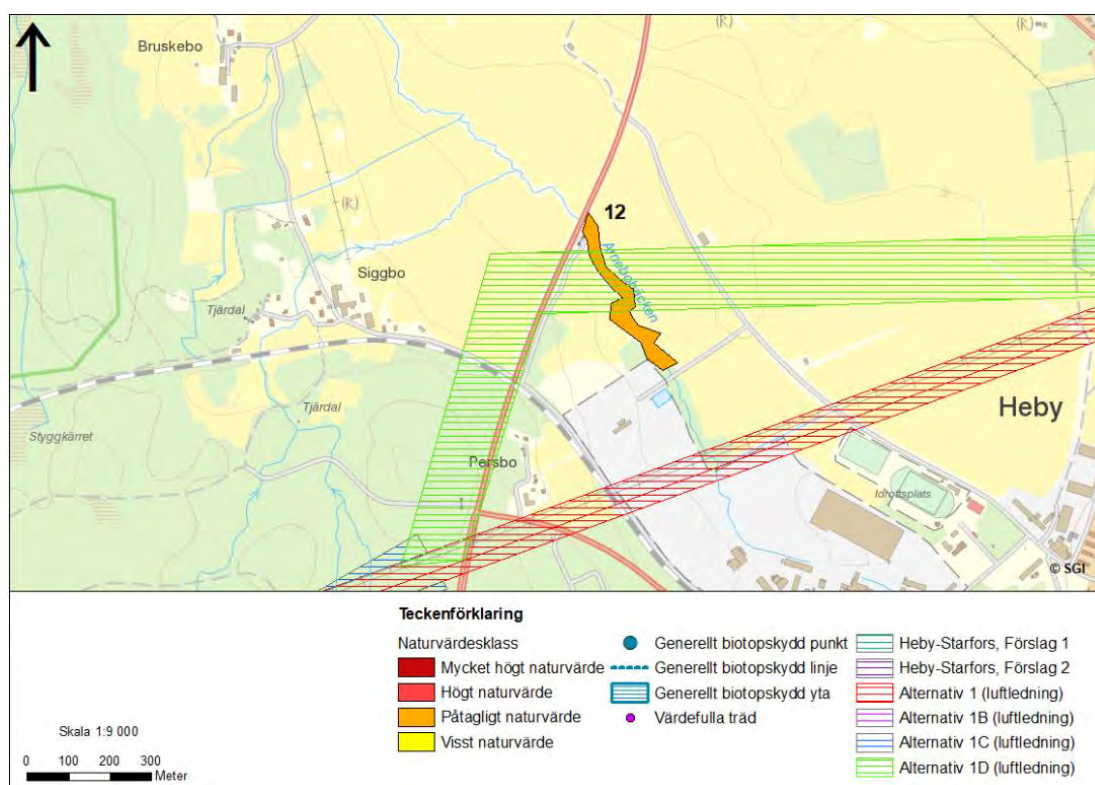 Bruskebo
(R)
(R)
(R)
12
Arnebobäcken
Siggbo
Tjärdal
Tjärdal
Styggkärret
Persbo
Heby
Idrottsplats
© SGI
Teckenförklaring
Naturvärdesklass
Mycket högt naturvärde
Högt naturvärde
Påtagligt naturvärde
Visst naturvärde
Generellt biotopskydd punkt
Generellt biotopskydd linje
Generellt biotopskydd yta
Värdefulla träd
Heby-Starfors, Förslag 1
Heby-Starfors, Förslag 2
Alternativ 1 (luftledning)
Alternativ 1B (luftledning)
Alternativ 1C (luftledning)
Alternativ 1D (luftledning)
Skala 1:9 000
0 100 200 300
Meter